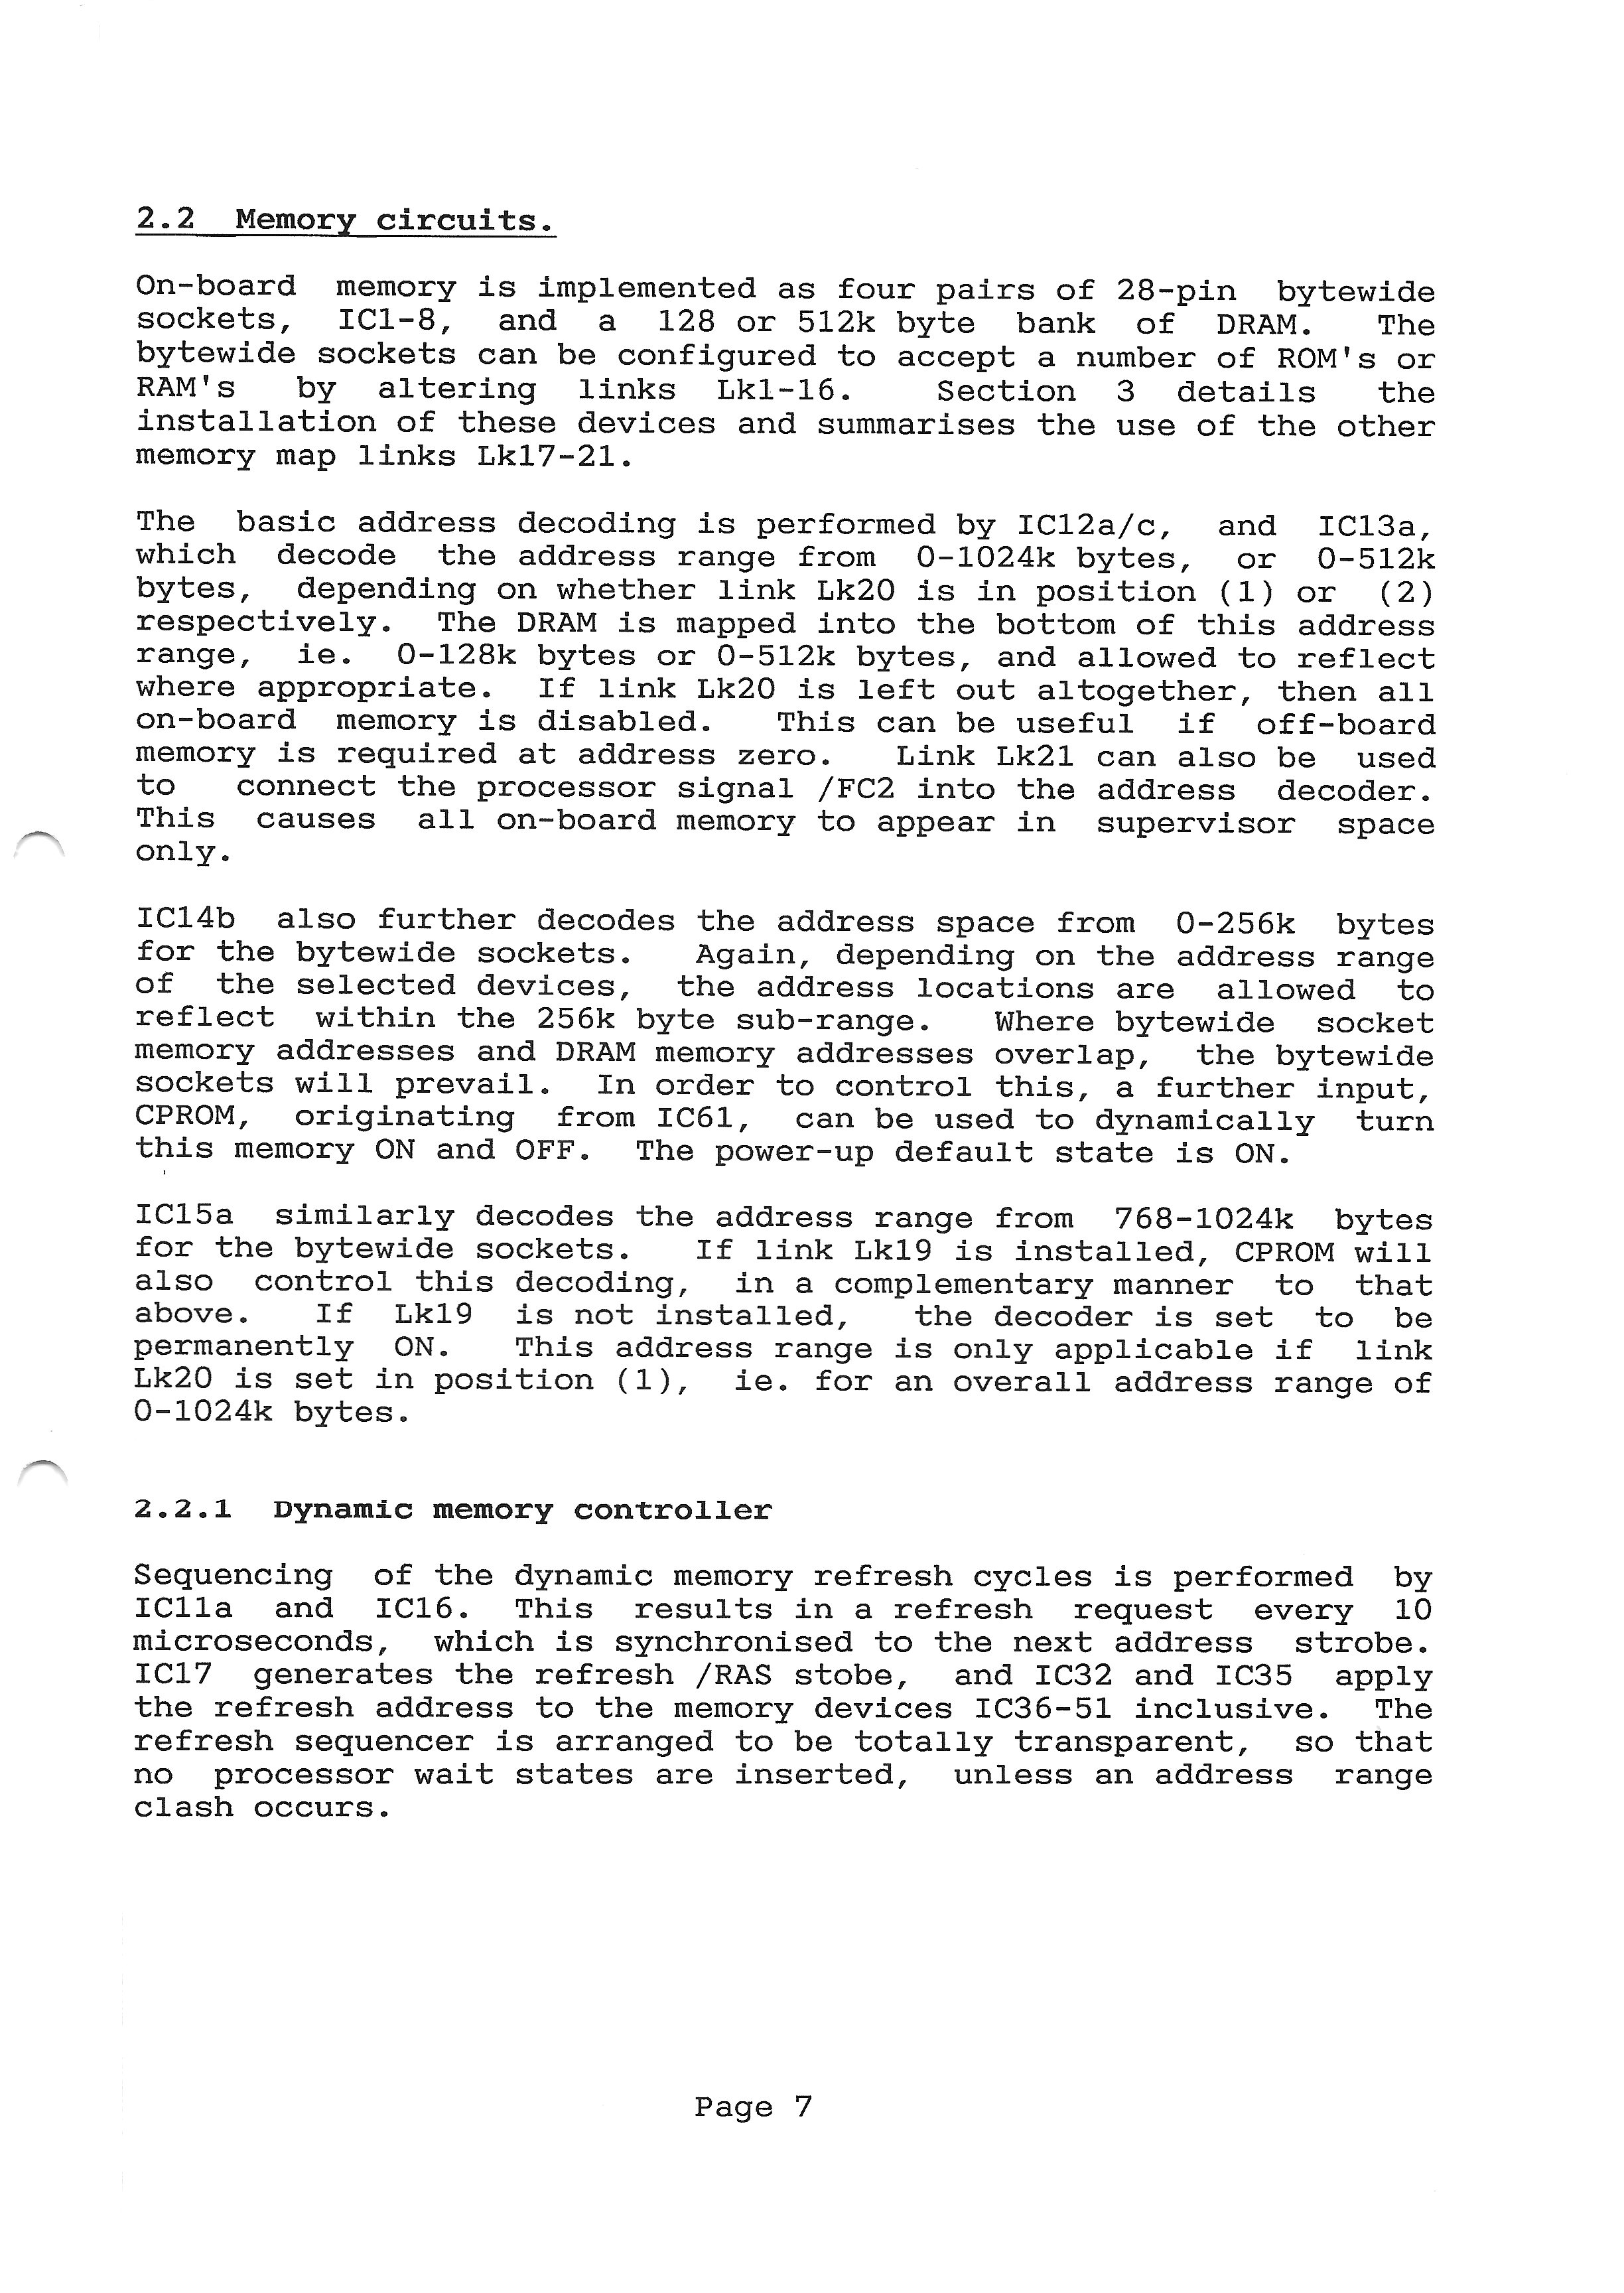 2.2 Memory circuits.
On-board memory is implemented as four pairs of 28-pin bytewide
sockets, IC1-8, and a 128 or 512k byte bank of DRAM. The
bytewide sockets can be configured to accept a number of ROM's or
RAM's by altering links Lk1-16. Section 3 details the
installation of these devices and summarises the use of the other
memory map links Lk17-21.
The basic address decoding is performed by IC12a/c, and IC13a,
which decode the address range from 0-1024k bytes, or 0-512k
bytes, depending on whether link Lk20 is in position (1) or (2)
respectively. The DRAM is mapped into the bottom of this address
range, ie. 0-128k bytes or 0-512k bytes, and allowed to reflect
where appropriate. If link Lk20 is left out altogether, then all
on-board memory is disabled. This can be useful if off-board
memory is required at address zero. Link Lk21 can also be used
to connect the processor signal /FC2 into the address decoder.
This causes all on-board memory to appear in supervisor space
only.
IC14b also further decodes the address space from 0-256k bytes
for the bytewide sockets. Again, depending on the address range
of the selected devices, the address locations are allowed to
reflect within the 256k byte sub-range. Where bytewide socket
memory addresses and DRAM memory addresses overlap, the bytewide
sockets will prevail. In order to control this, a further input,
CPROM, originating from IC61, can be used to dynamically turn
this memory ON and OFF. The power-up default state is ON.
IC15a similarly decodes the address range from 768-1024k bytes
for the bytewide sockets. If link Lk19 is installed, CPROM will
also control this decoding, in a complementary manner to that
above. If Lk19 is not installed, the decoder is set to be
permanently ON. This address range is only applicable if link
Lk20 is set in position (1), ie. for an overall address range of
0-1024k bytes.
2.2.1 Dynamic memory controller
Sequencing of the dynamic memory refresh cycles is performed by
IC11a and IC16. This results in a refresh request every 10
microseconds, which is synchronised to the next address strobe.
IC17 generates the refresh /RAS stobe, and IC32 and IC35 apply
the refresh address to the memory devices IC36-51 inclusive. The
refresh sequencer is arranged to be totally transparent, so that
no processor wait states are inserted, unless an address range
clash occurs.
Page 7